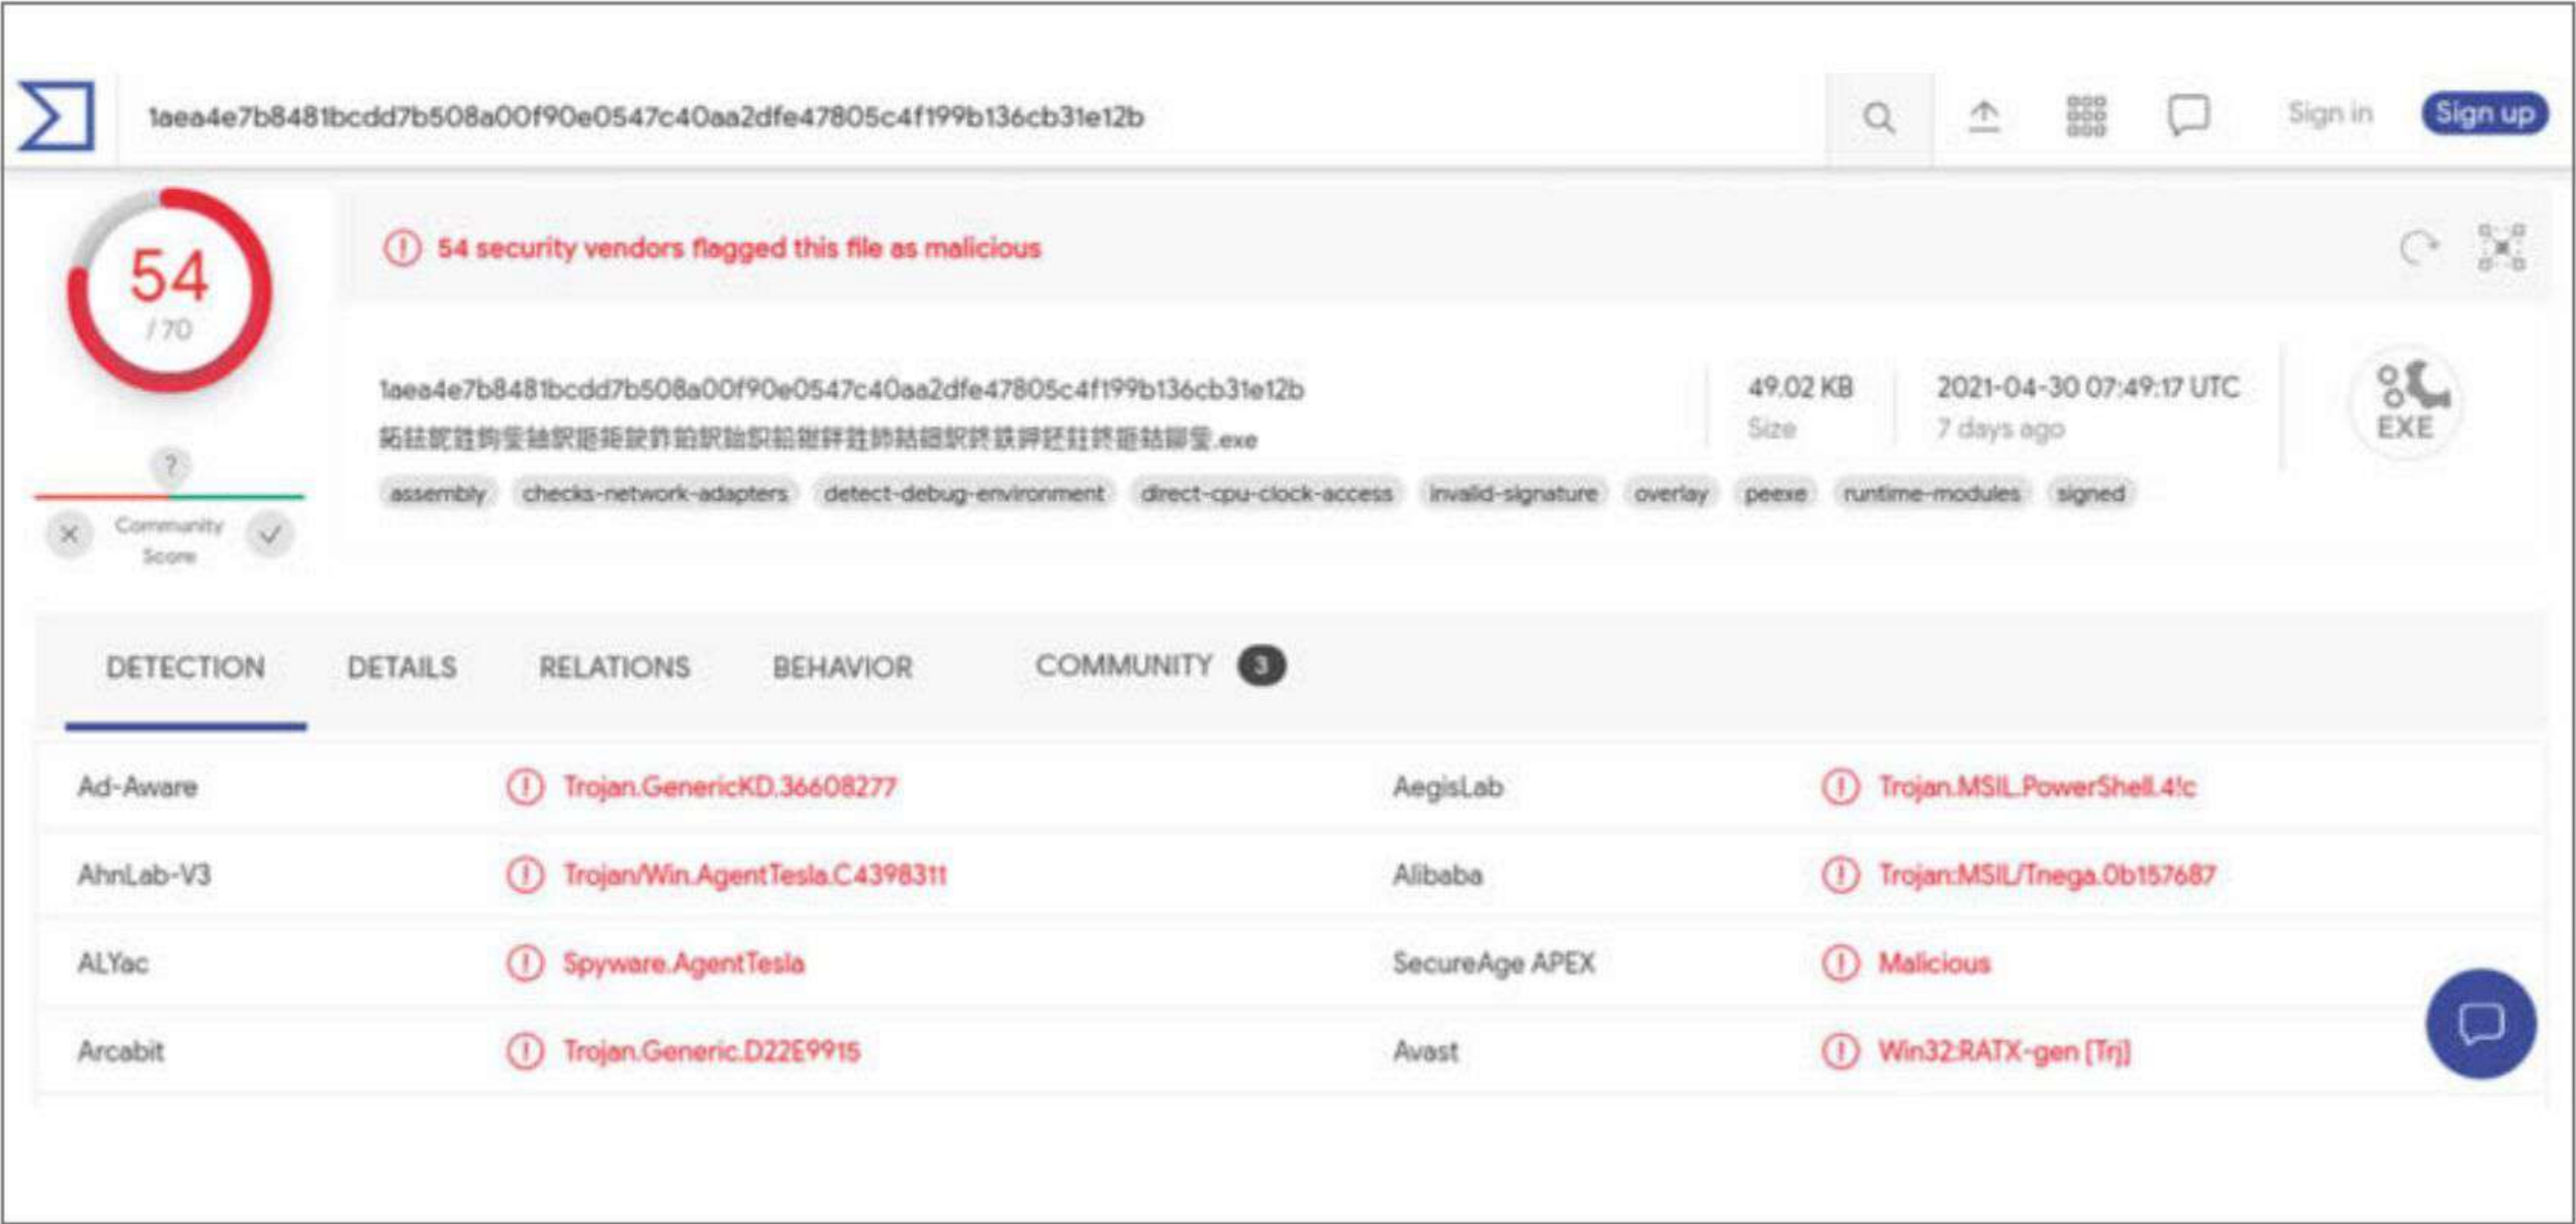 1aea4e7b8481bcdd7b508a00f90e0547c40aa2dfe47805c4f199b136cb31e12b
Sign in
Sign up
54
/ 70
54 security vendors flagged this file as malicious
1aea4e7b8481bcdd7b508a00f90e0547c40aa2dfe47805c4f199b136cb31e12b
.exe
49.02 KB
Size
2021-04-30 07:49:17 UTC
7 days ago
EXE
assembly checks-network-adapters detect-debug-environment direct-cpu-clock-access invalid-signature overlay peexe runtime-modules signed
?
Community
Score
DETECTION DETAILS RELATIONS BEHAVIOR COMMUNITY 3
Ad-Aware Trojan.GenericKD.36608277 AegisLab Trojan.MSIL.PowerShell.4!c
AhnLab-V3 Trojan/Win.AgentTesla.C4398311 Alibaba Trojan:MSIL/Tnega.0b157687
ALYac Spyware.AgentTesla SecureAge APEX Malicious
Arcabit Trojan.Generic.D22E9915 Avast Win32:RATX-gen [Trj]